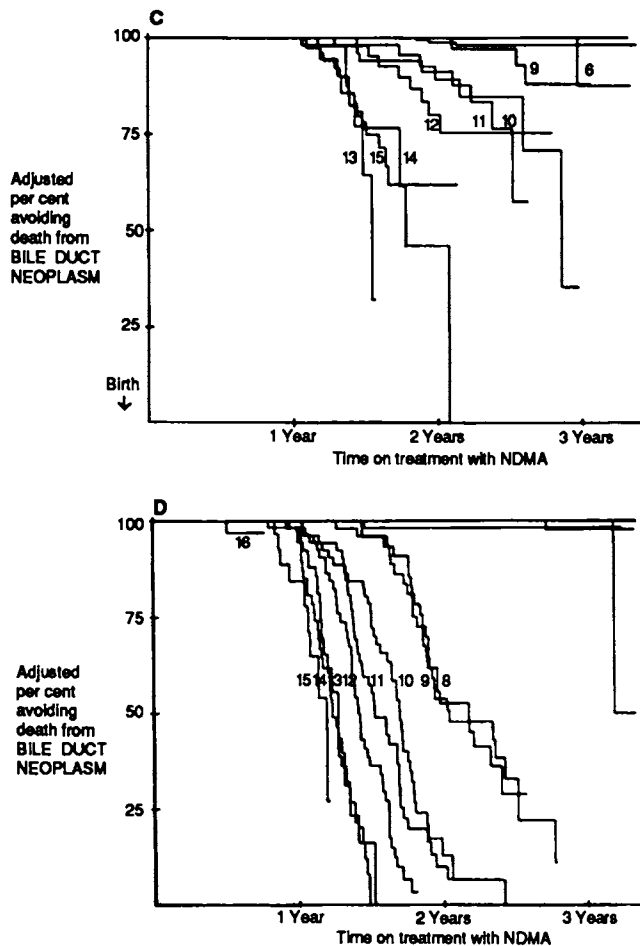 C
100
75
50
25
Adjusted
per cent
avoiding
death from
BILE DUCT
NEOPLASM
Birth
↓
9
6
12
11
10
13
15
14
1 Year
2 Years
3 Years
Time on treatment with NDMA
D
100
75
50
25
Adjusted
per cent
avoiding
death from
BILE DUCT
NEOPLASM
16
15
14
13
12
11
10
9
8
1 Year
2 Years
3 Years
Time on treatment with NDMA